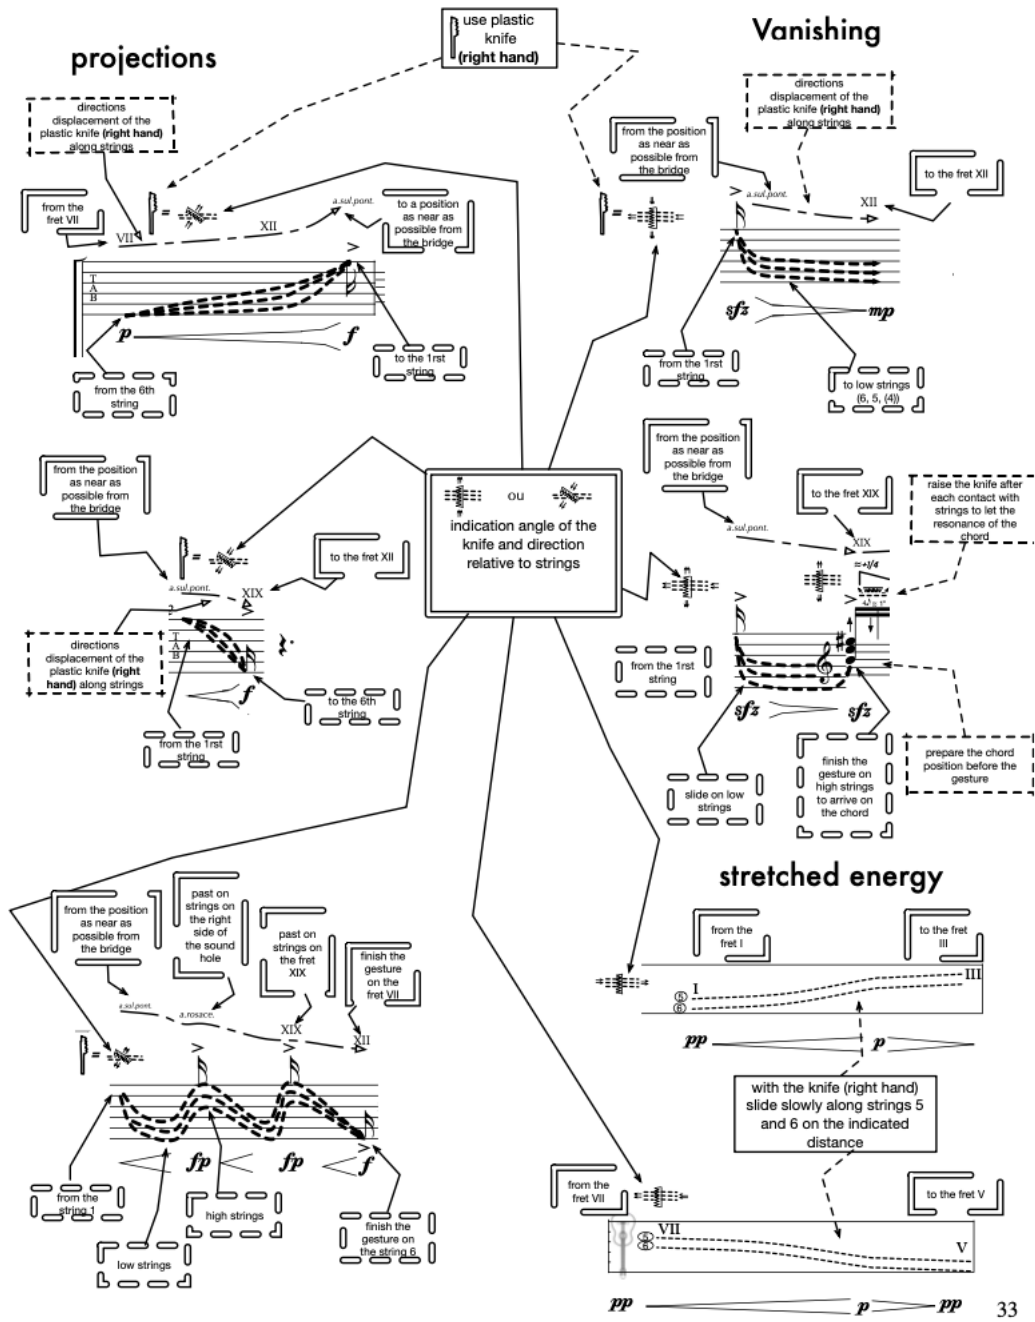 use plastic
knife
(right hand)
projections
Vanishing
directions
displacement of the
plastic knife (right hand)
along strings
from the
fret VII
VII
XII
a.sul.pont.
to a position
as near as
possible from
the bridge
T
A
B
p
f
from the 6th
string
to the 1rst
string
directions
displacement of the
plastic knife (right hand)
along strings
from the position
as near as
possible from
the bridge
to the fret XII
a.sul.pont.
XII
sfz
mp
from the 1rst
string
to low strings
(6, 5, (4))
from the position
as near as
possible from
the bridge
to the fret XII
a.sul.pont.
XIX
T
A
B
directions
displacement of the
plastic knife (right
hand) along strings
f
to the 6th
string
from the 1rst
string
ou
indication angle of the
knife and direction
relative to strings
from the position
as near as
possible from
the bridge
to the fret XIX
raise the knife after
each contact with
strings to let the
resonance of the
chord
a.sul.pont.
XIX
≈+1/4
from the 1rst
string
sfz
sfz
slide on low
strings
finish the
gesture on
high strings
to arrive on
the chord
prepare the chord
position before the
gesture
from the position
as near as
possible from
the bridge
past on
strings on
the right
side of
the sound
hole
past on
strings on
the fret
XIX
finish the
gesture
on the
fret VII
a.sul.pont.
a.rosace.
XIX
XII
fp
fp
f
from the
string 1
low strings
high strings
finish the
gesture on
the string 6
stretched energy
from the
fret I
to the fret
III
I
III
5
6
pp
p
with the knife (right hand)
slide slowly along strings 5
and 6 on the indicated
distance
from the
fret VII
to the fret V
VII
V
5
6
pp
p
pp
33